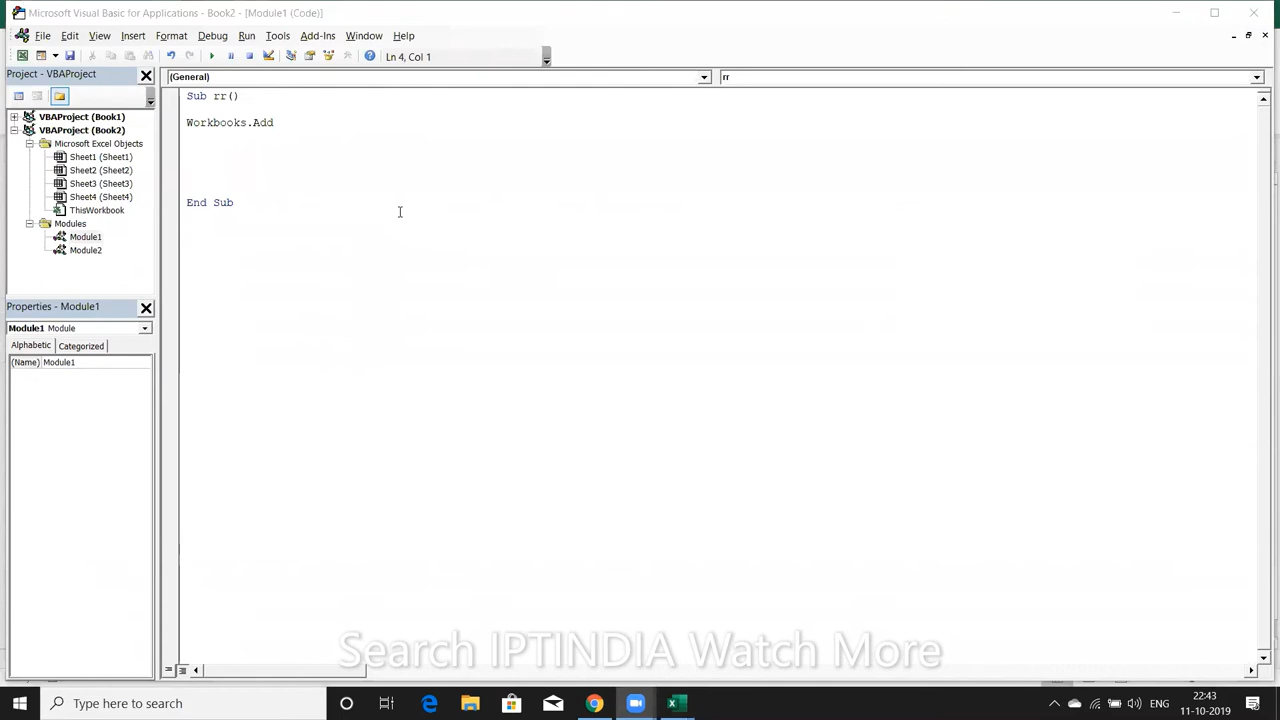 Microsoft Visual Basic for Applications - Book2 - [Module1 (Code)]
File Edit View Insert Format Debug Run Tools Add-Ins Window Help
Ln 4, Col 1
Project - VBAProject
(General)
rr
VBAProject (Book1)
VBAProject (Book2)
Microsoft Excel Objects
Sheet1 (Sheet1)
Sheet2 (Sheet2)
Sheet3 (Sheet3)
Sheet4 (Sheet4)
ThisWorkbook
Modules
Module1
Module2
Sub rr()
Workbooks.Add
End Sub
Properties - Module1
Module1 Module
Alphabetic Categorized
(Name) Module1
Search IPTINDIA Watch More
Type here to search
ENG
22:43
11-10-2019